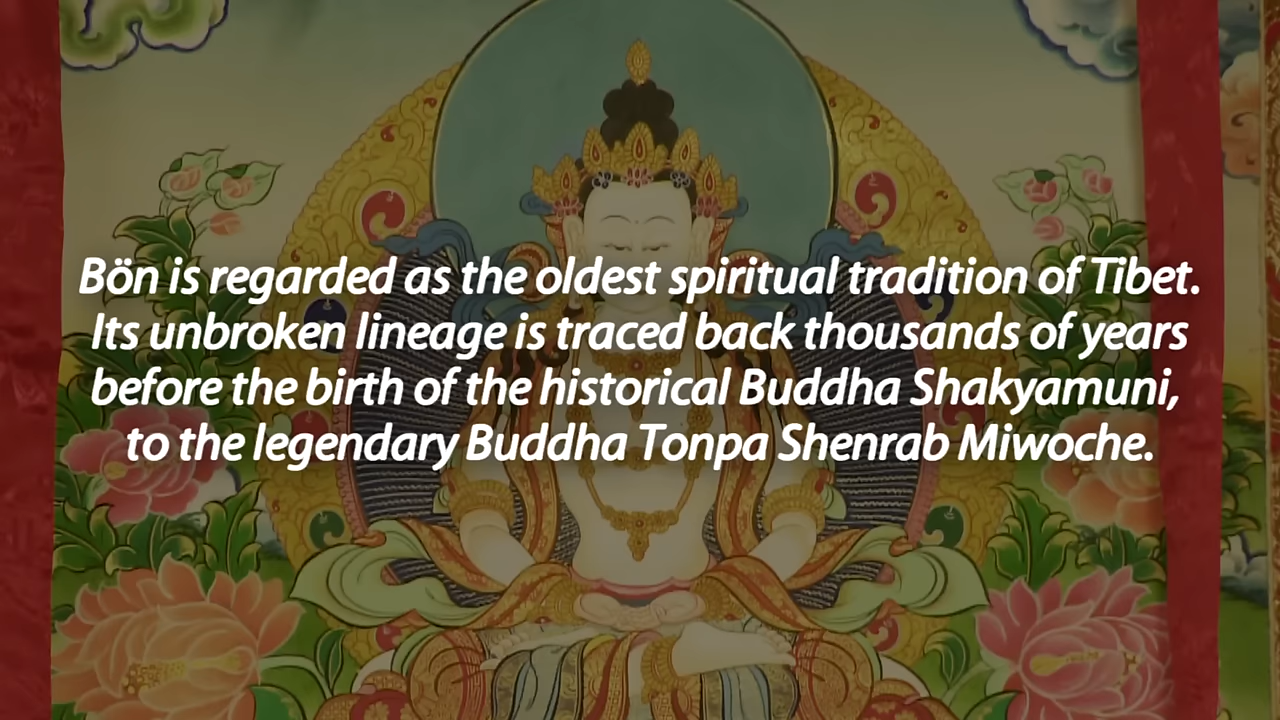 Bön is regarded as the oldest spiritual tradition of Tibet.
Its unbroken lineage is traced back thousands of years
before the birth of the historical Buddha Shakyamuni,
to the legendary Buddha Tonpa Shenrab Miwoche.